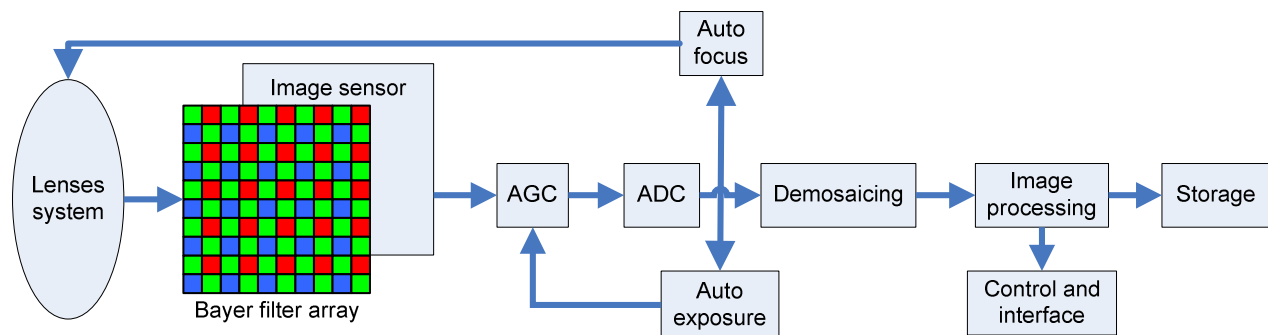 Auto
focus
Image sensor
Lenses
system
AGC
ADC
Demosaicing
Image
processing
Storage
Bayer filter array
Auto
exposure
Control and
interface